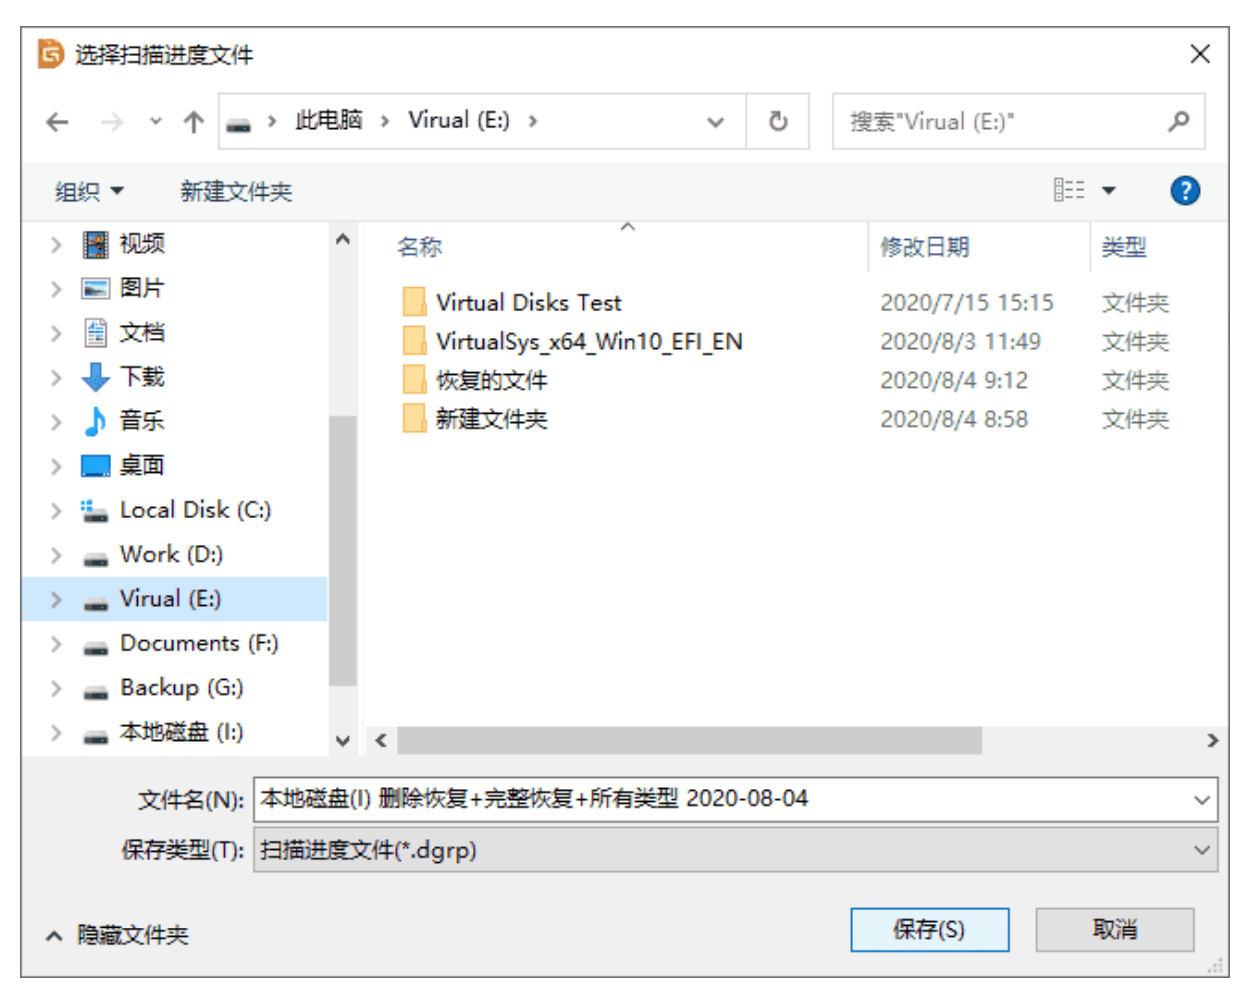 选择扫描进度文件
此电脑 Virual (E:)
搜索"Virual (E:)"
组织 新建文件夹
名称 修改日期 类型
视频
图片
文档
下载
音乐
桌面
Local Disk (C:)
Work (D:)
Virual (E:)
Documents (F:)
Backup (G:)
本地磁盘 (I:)
Virtual Disks Test 2020/7/15 15:15 文件夹
VirtualSys_x64_Win10_EFI_EN 2020/8/3 11:49 文件夹
恢复的文件 2020/8/4 9:12 文件夹
新建文件夹 2020/8/4 8:58 文件夹
文件名(N): 本地磁盘(I) 删除恢复+完整恢复+所有类型 2020-08-04
保存类型(T): 扫描进度文件(*.dgrp)
隐藏文件夹 保存(S) 取消